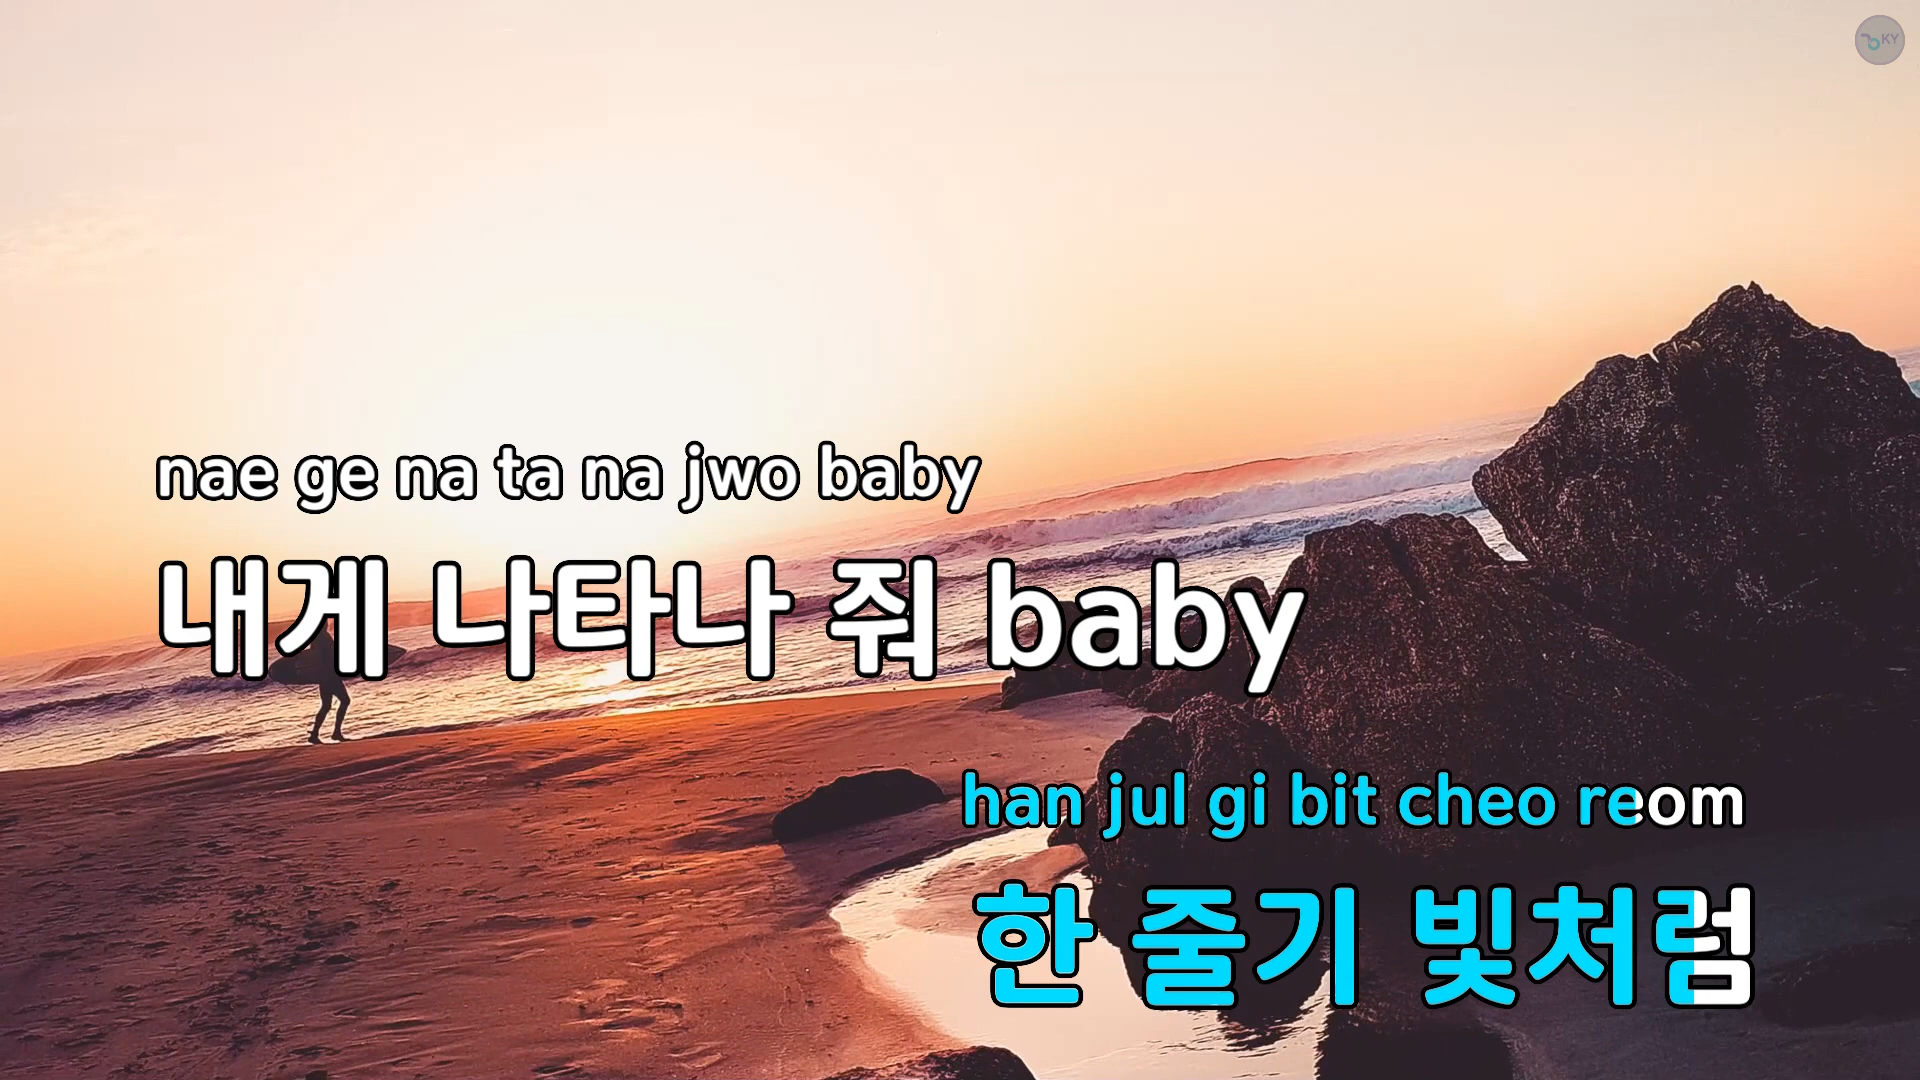 KY
nae ge na ta na jwo baby
내게 나타나 줘 baby
han jul gi bit cheo reom
한 줄기 빛처럼